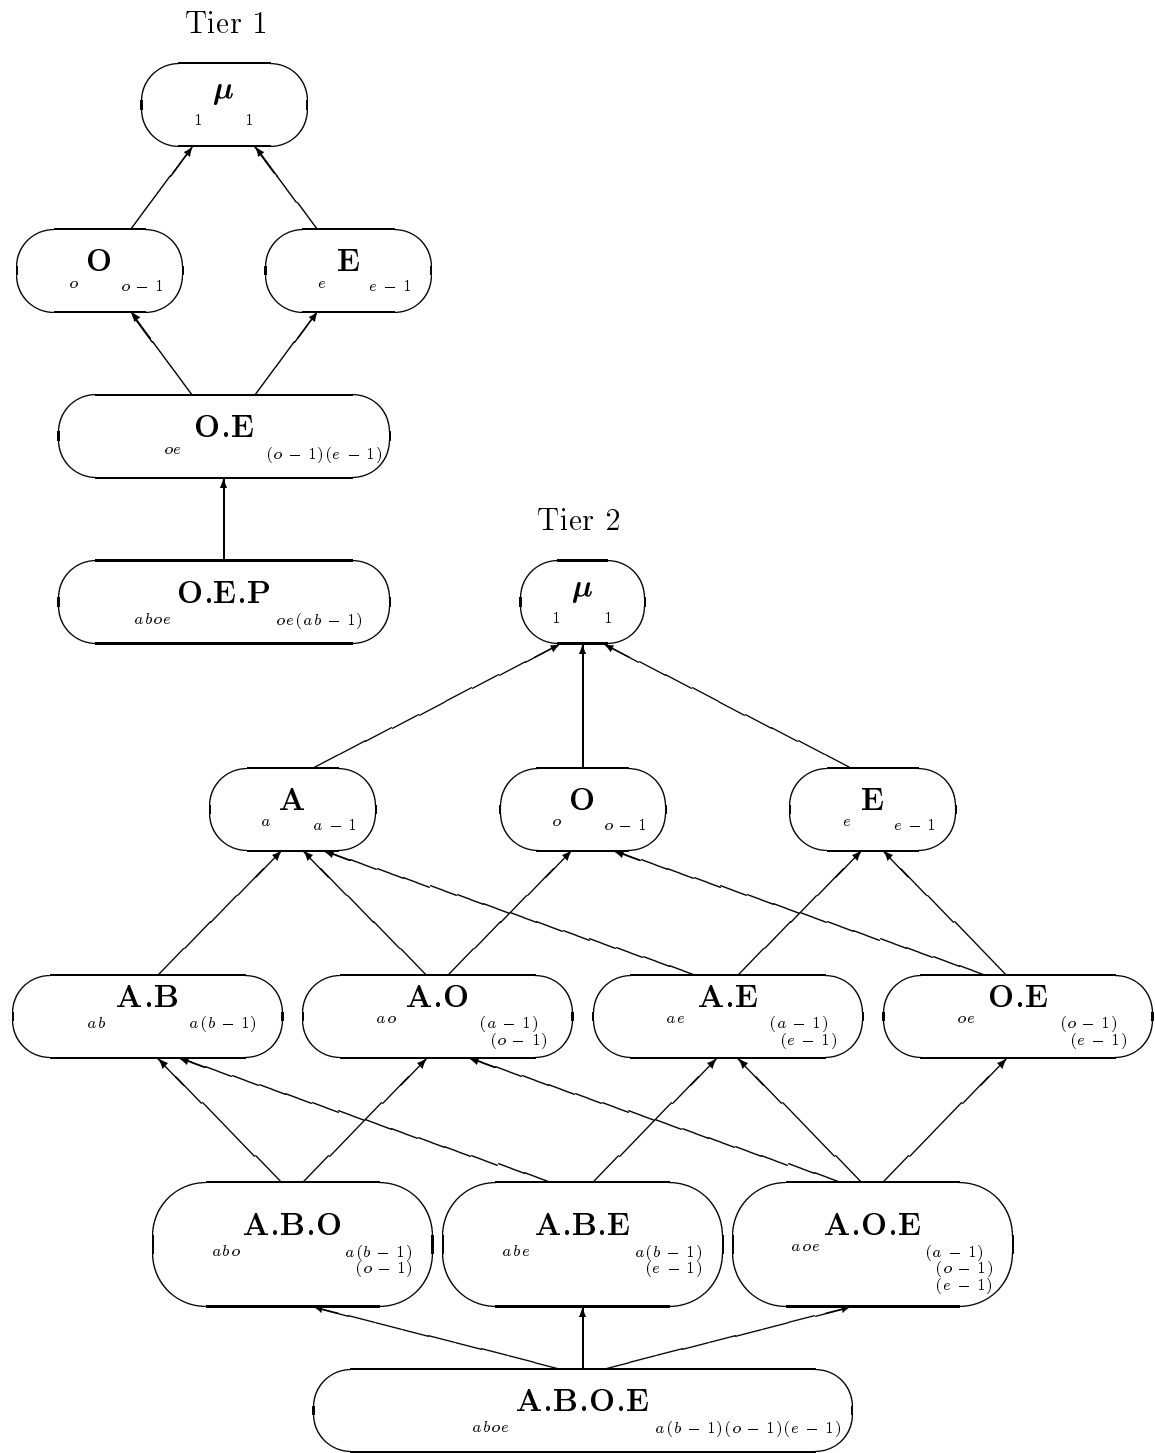 Tier 1
μ
1 1
O
o o − 1
E
e e − 1
O.E
oe (o − 1)(e − 1)
O.E.P
aboe oe(ab − 1)
Tier 2
μ
1 1
A
a a − 1
O
o o − 1
E
e e − 1
A.B
ab a(b − 1)
A.O
ao (a − 1)
(o − 1)
A.E
ae (a − 1)
(e − 1)
O.E
oe (o − 1)
(e − 1)
A.B.O
abo a(b − 1)
(o − 1)
A.B.E
abe a(b − 1)
(e − 1)
A.O.E
aoe (a − 1)
(o − 1)
(e − 1)
A.B.O.E
aboe a(b − 1)(o − 1)(e − 1)